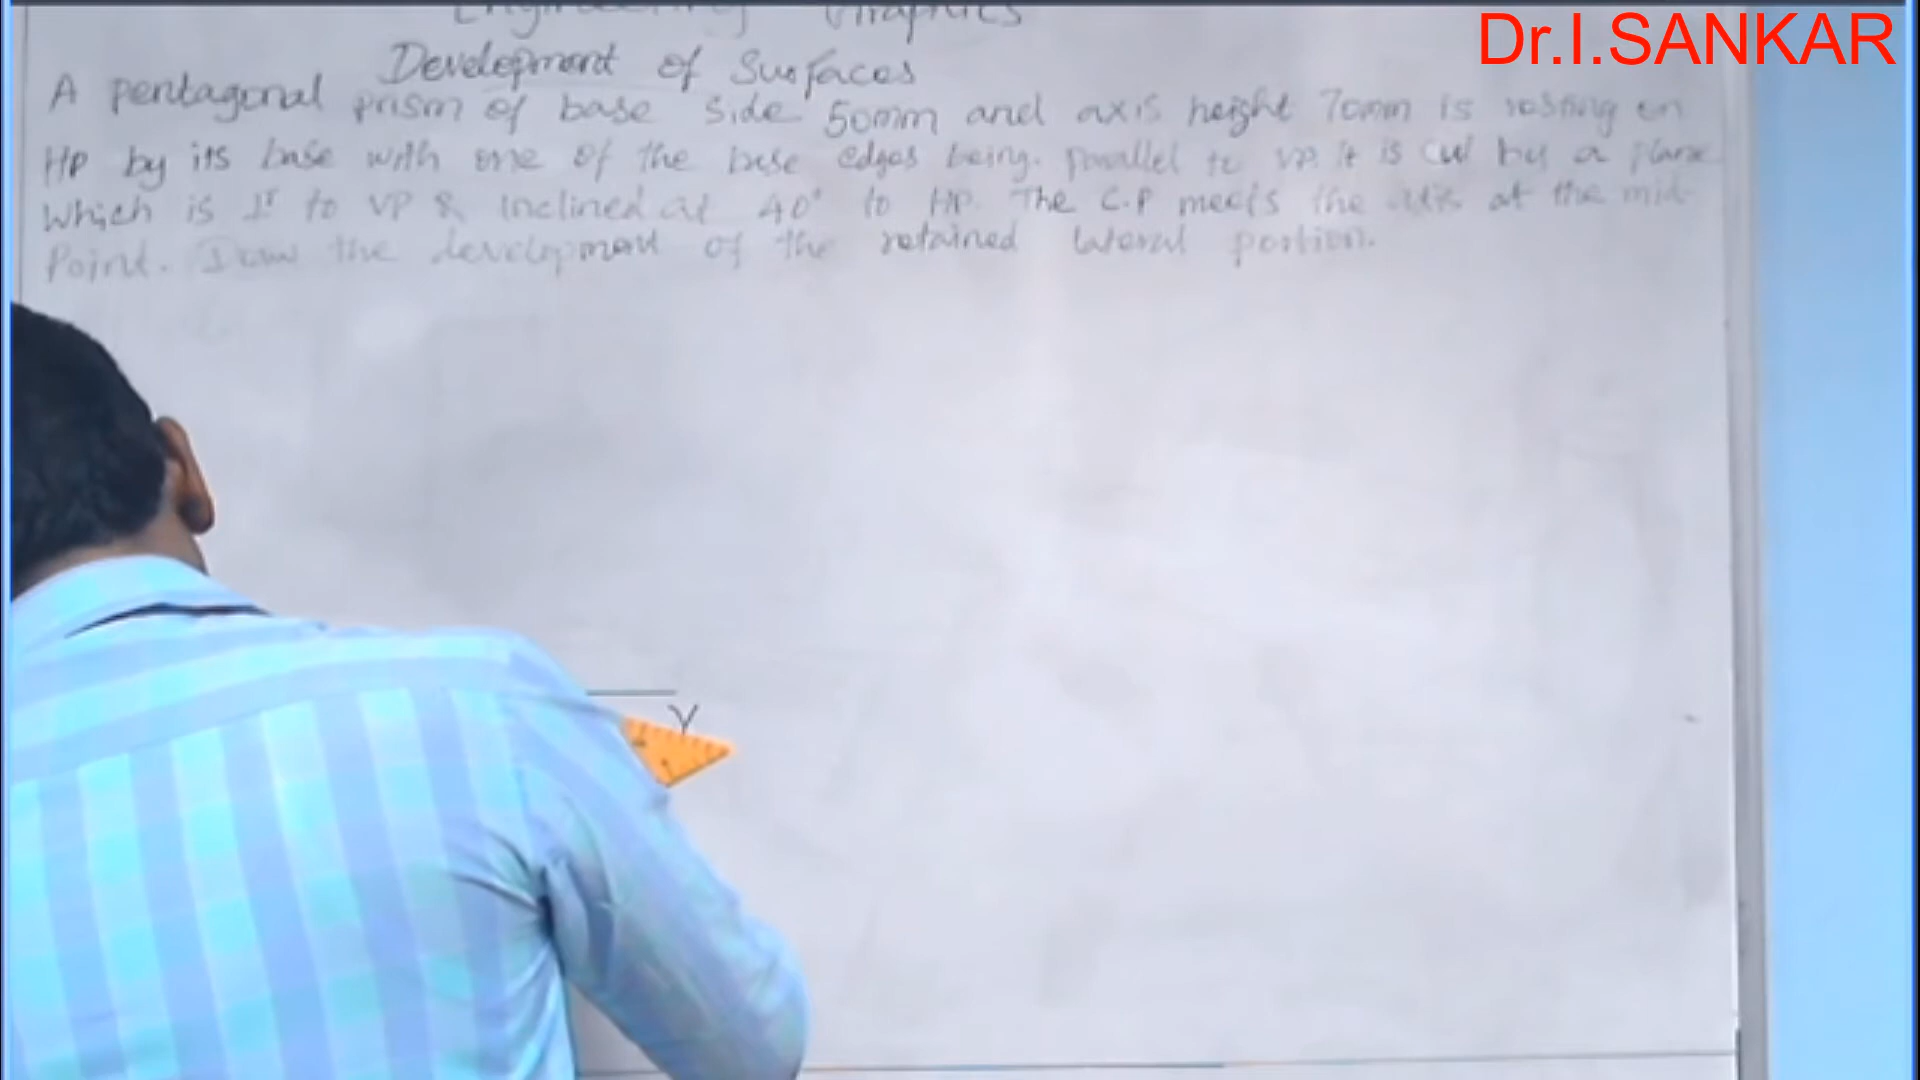 Engineering Graphics
Dr.I.SANKAR
Development of Surfaces
A pentagonal prism of base side 50mm and axis height 70mm is resting on
HP by its base with one of the base edges being. parallel to VP. It is cut by a plane
Which is ⊥r to VP & inclined at 40° to HP. The C.P meets the axis at the mid-
Point. Draw the development of the retained lateral portion.
Y